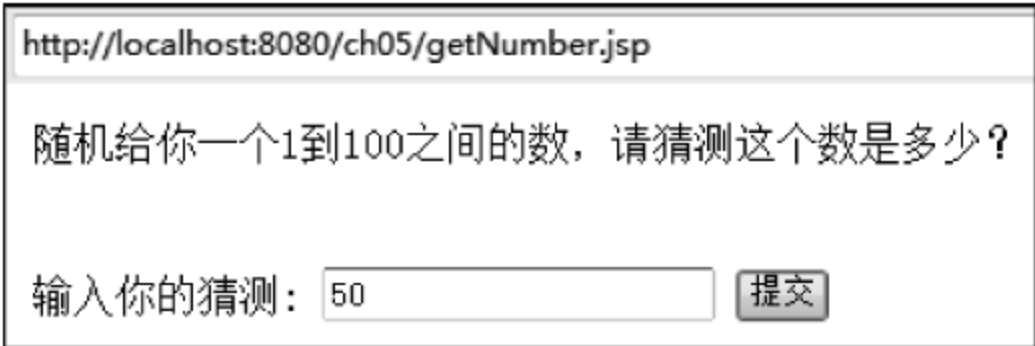 http://localhost:8080/ch05/getNumber.jsp
随机给你一个1到100之间的数，请猜测这个数是多少？
输入你的猜测： 50 提交